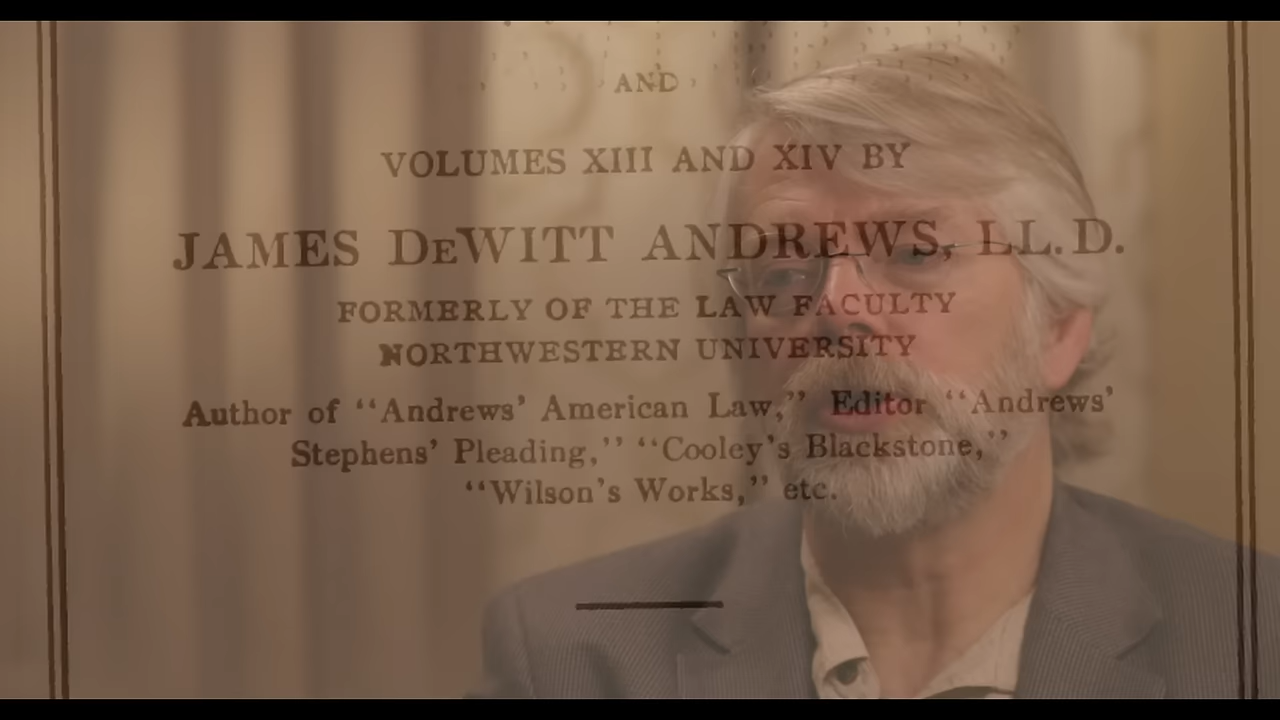 AND
VOLUMES XIII AND XIV BY
JAMES DEWITT ANDREWS, LL.D.
FORMERLY OF THE LAW FACULTY
NORTHWESTERN UNIVERSITY
Author of “Andrews’ American Law,” Editor “Andrews’
Stephens’ Pleading,” “Cooley’s Blackstone,”
“Wilson’s Works,” etc.